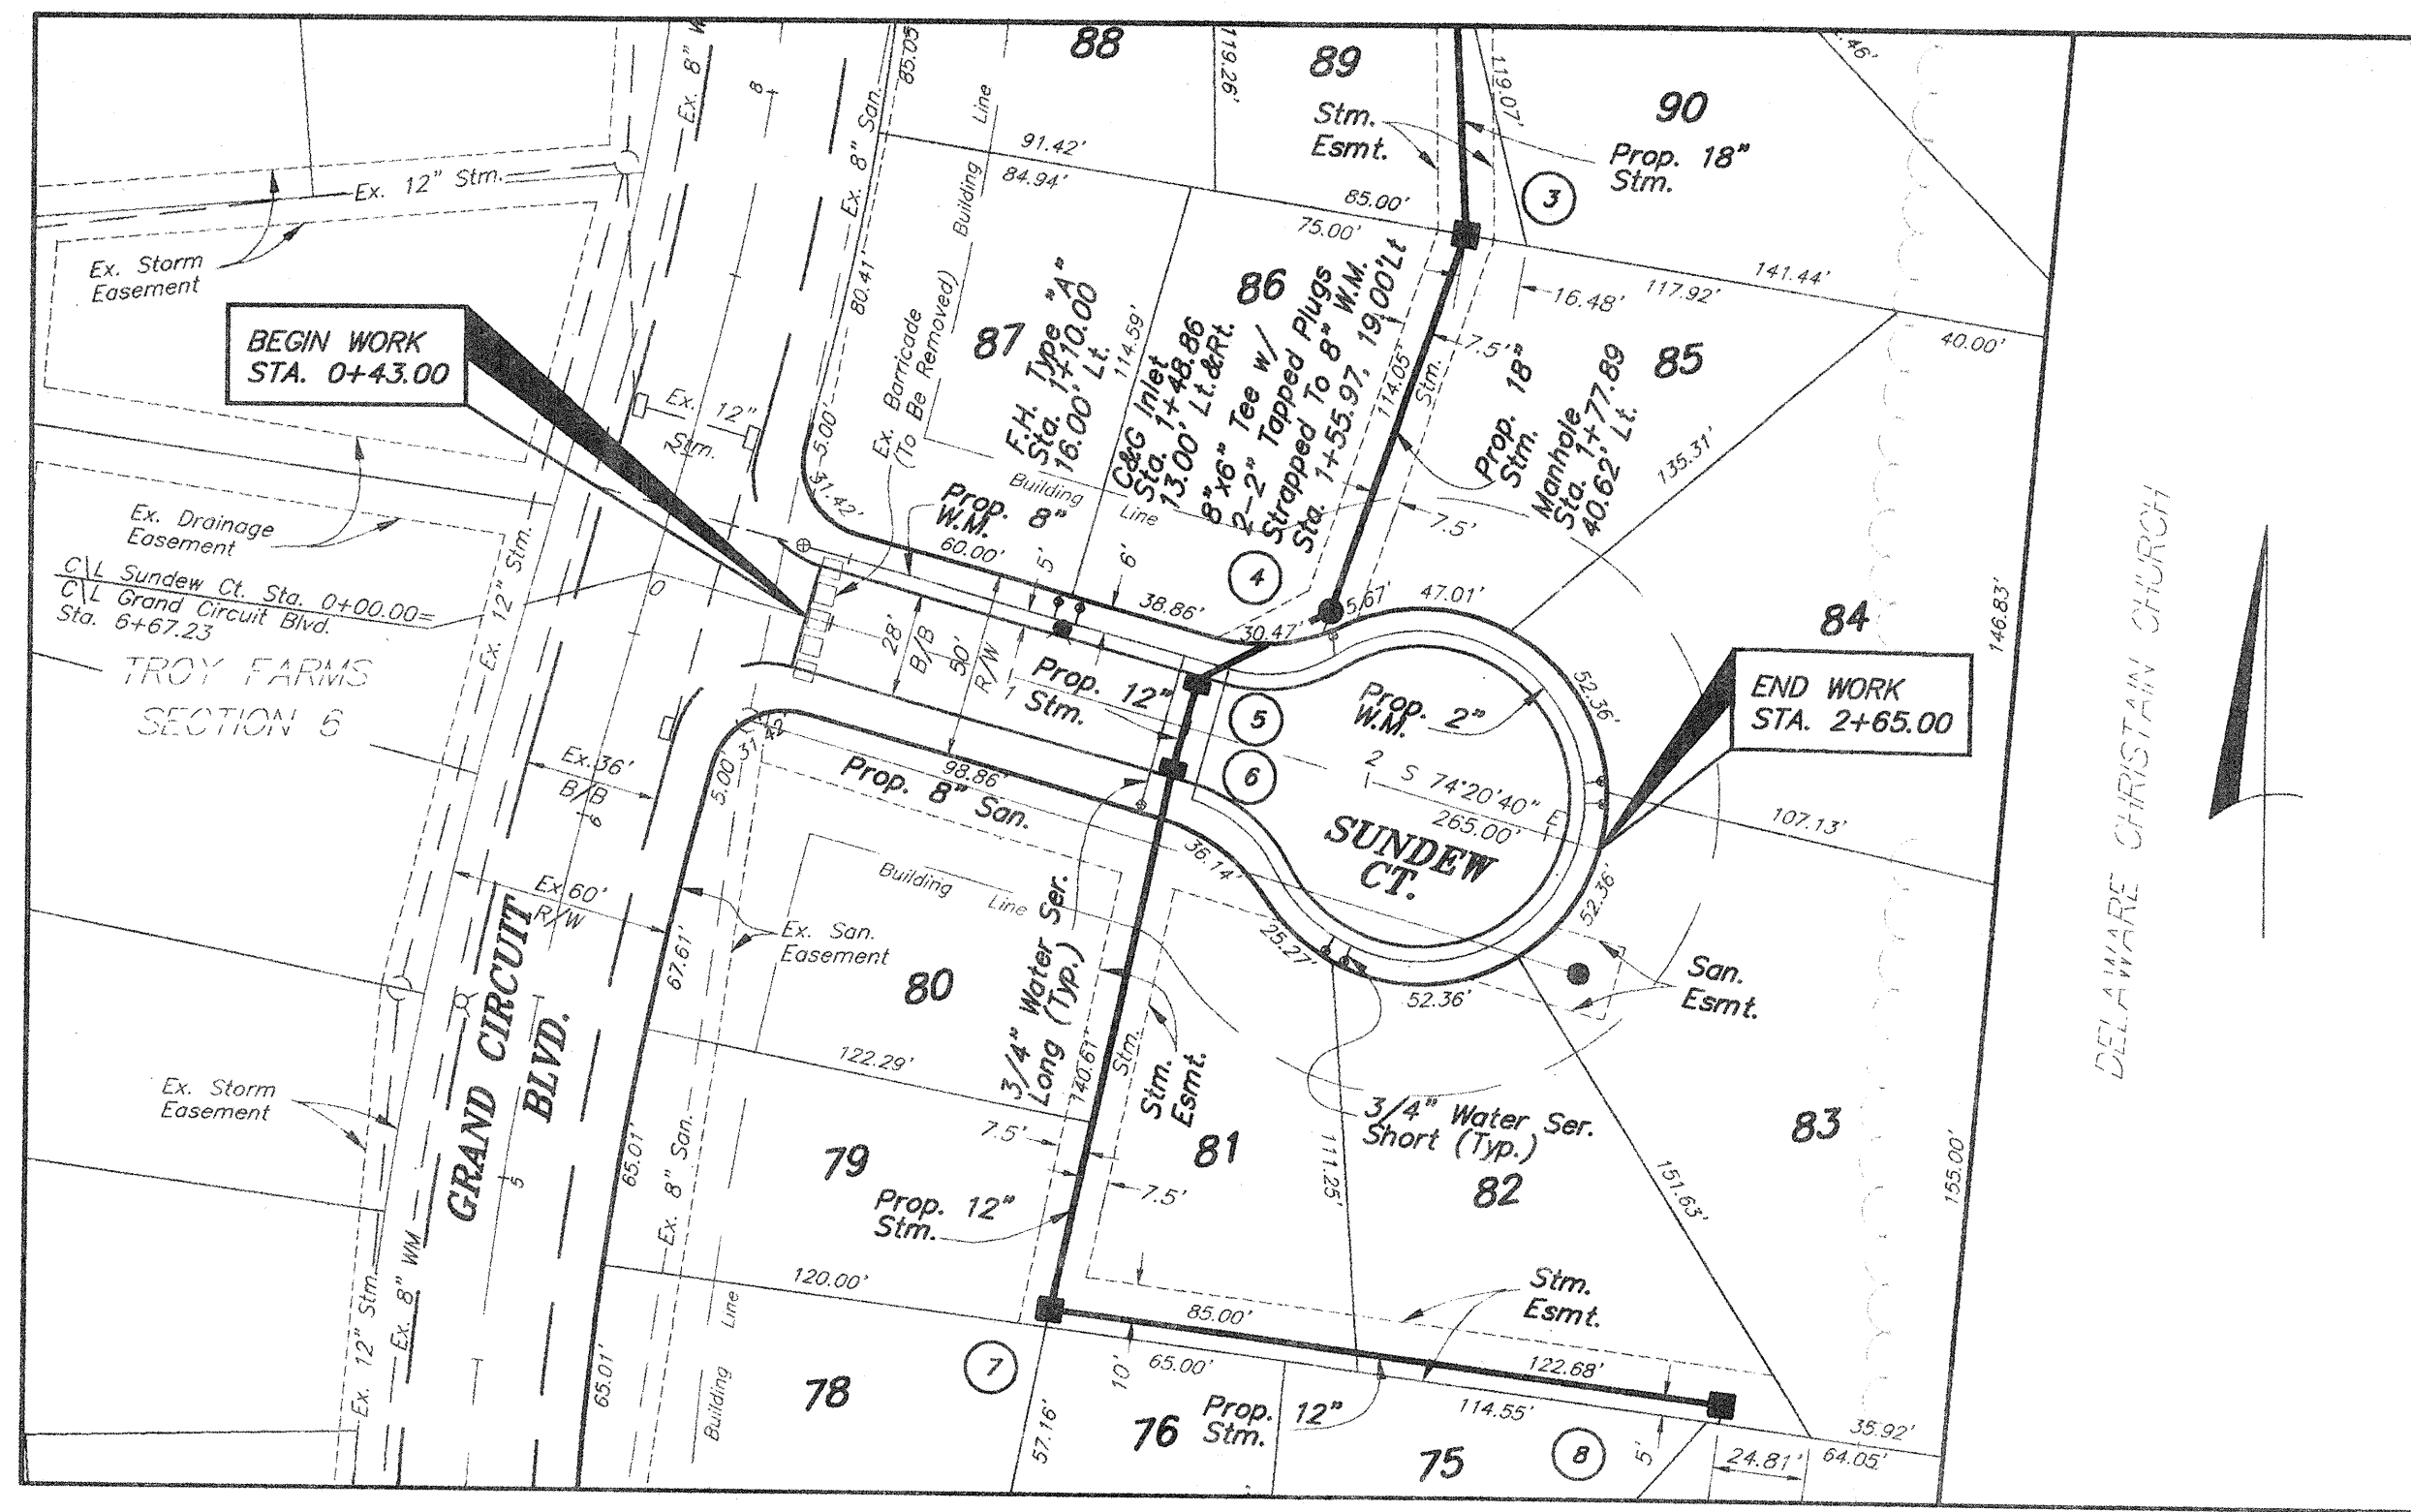 88
89
90
119.26'
119.07'
85.05'
Ex. 8" San.
8
Building Line
91.42'
84.94'
Stm.
Esmt.
Prop. 18"
Stm.
3
85.00'
75.00'
Ex. 12" Stm.
Ex. Storm
Easement
BEGIN WORK
STA. 0+43.00
80.41'
5.00'
31.42'
Ex. Barricade
(To Be Removed)
87
F.H. Type "A"
Sta. 1+10.00
16.00' Lt.
114.59'
86
C&G Inlet
Sta. 1+48.86
13.00' Lt.&Rt.
8"x6" Tee w/
2-2" Tapped Plugs
Strapped To 8" W.M.
Sta. 1+55.97, 19.00'Lt
114.05'
Stm.
16.48'
141.44'
117.92'
40.00'
7.5'
Prop. 18"
Stm.
85
Manhole
Sta. 1+77.89
40.62' Lt.
135.31'
7.5'
Ex. 12"
Stm.
7
Building
Line
Prop. 8"
W.M.
60.00'
5'
6'
38.86'
4
5.67'
47.01'
30.47'
84
146.83'
DELAWARE CHRISTAIN CHURCH
Ex. Drainage
Easement
C\L Sundew Ct. Sta. 0+00.00=
C\L Grand Circuit Blvd.
Sta. 6+67.23
0
Ex. 12" Stm.
TROY FARMS
SECTION 6
28'
B/B
50'
R/W
1
Prop. 12"
Stm.
5
6
Prop. 2"
W.M.
52.36'
END WORK
STA. 2+65.00
2
S 74°20'40" E
265.00'
SUNDEW
CT.
107.13'
31.42'
5.00'
98.86'
Prop. 8" San.
36.14'
25.27'
52.36'
52.36'
Ex.36'
B/B
6
Ex.60'
R/W
67.61'
Building
Line
Ex. San.
Easement
80
3/4" Water Ser.
Long (Typ.)
San.
Esmt.
GRAND CIRCUIT
BLVD.
5
122.29'
140.61'
Stm.
Stm.
Esmt.
3/4" Water Ser.
Short (Typ.)
83
Ex. Storm
Easement
7.5'
79
81
111.25'
82
151.63'
155.00'
65.01'
Ex. 8" San.
7.5'
Prop. 12"
Stm.
120.00'
Stm.
Esmt.
Ex. 12" Stm.
Ex. 8" WM
65.01'
Building Line
78
7
85.00'
10'
65.00'
122.68'
114.55'
57.16'
76
Prop. 12"
Stm.
75
8
5'
35.92'
24.81'
64.05'